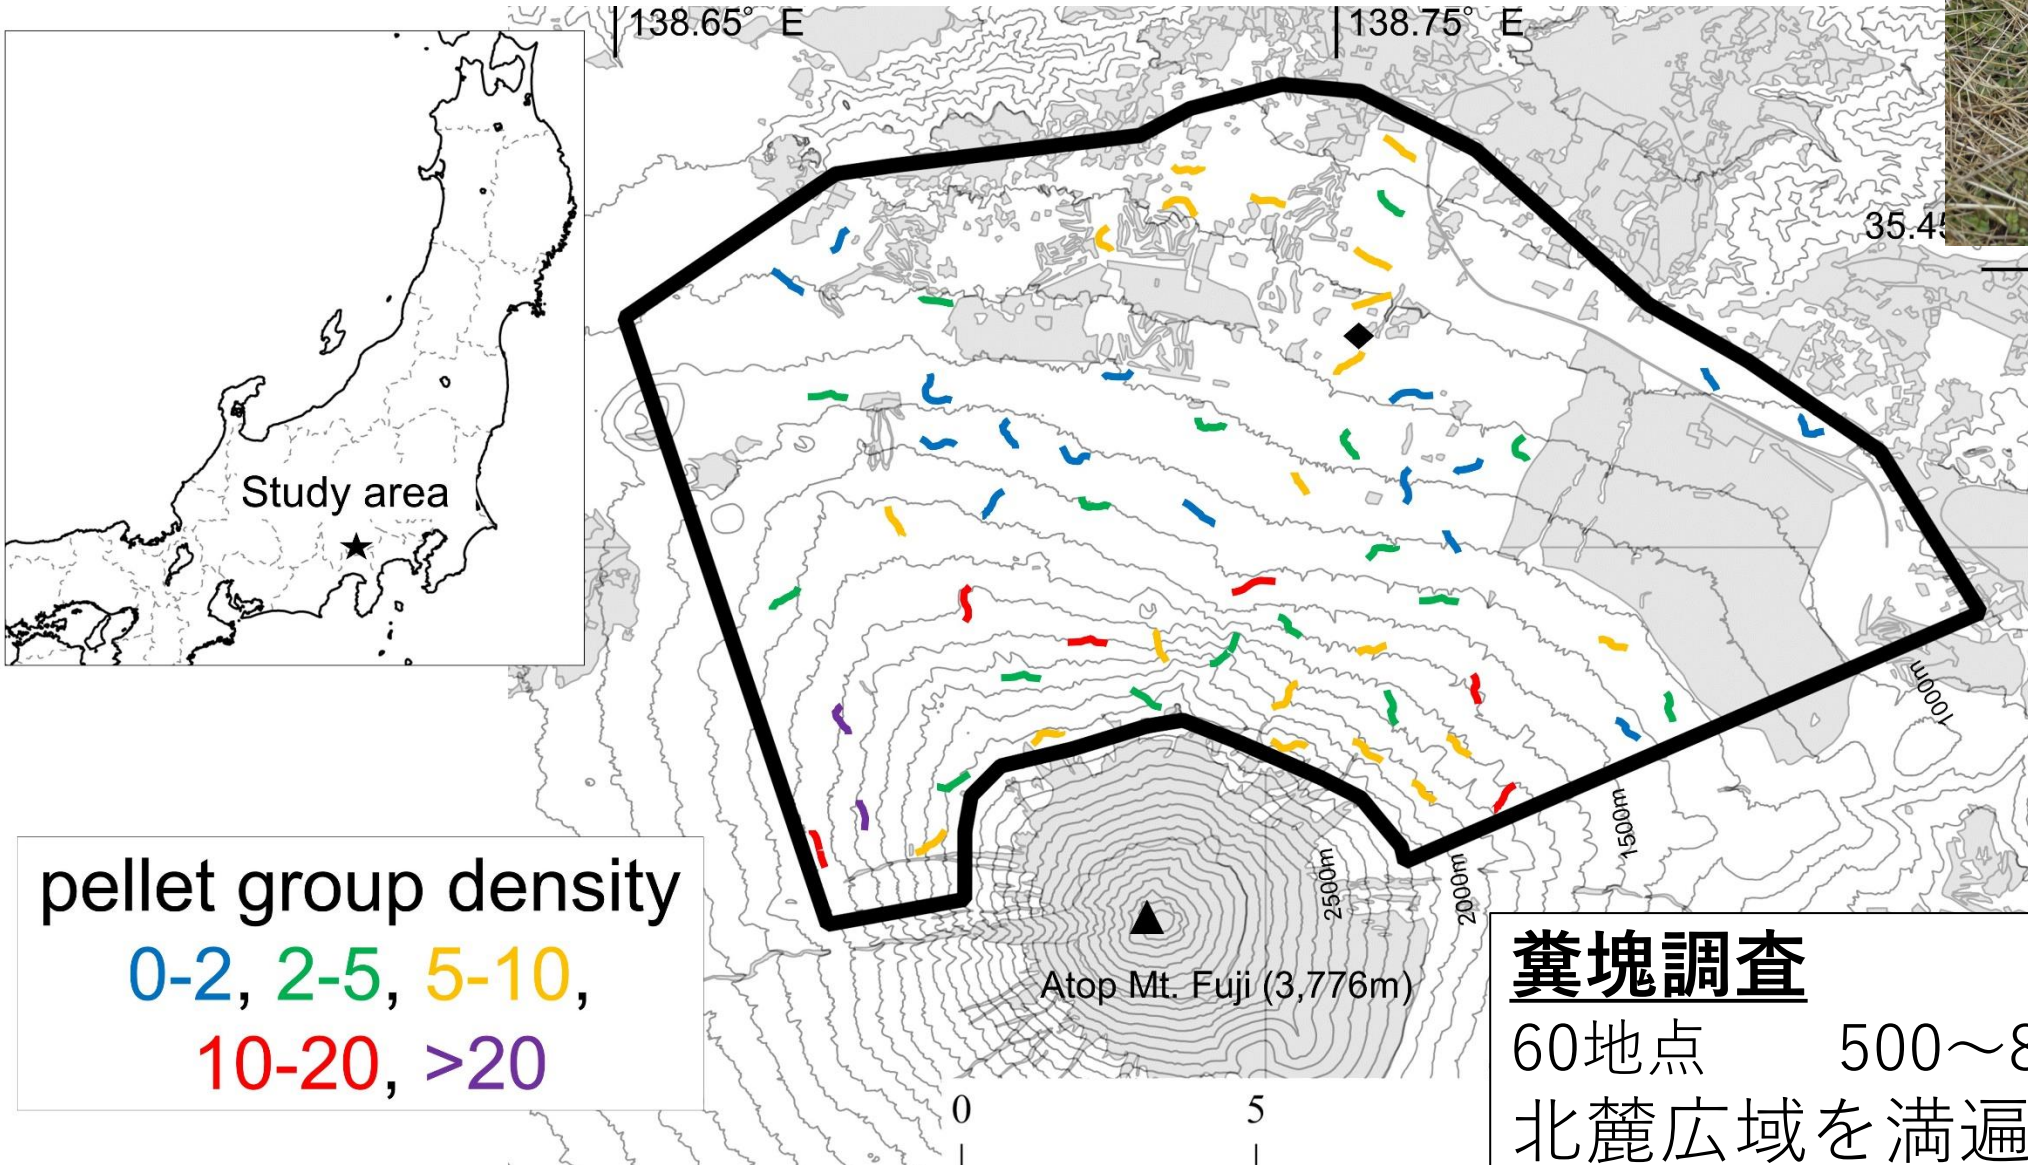 138.65° E
138.75° E
35.45
Study area
1000m
1500m
2000m
2500m
Atop Mt. Fuji (3,776m)
pellet group density
0-2, 2-5, 5-10,
10-20, >20
0 5
糞塊調査
60地点 500～8
北麓広域を満遍